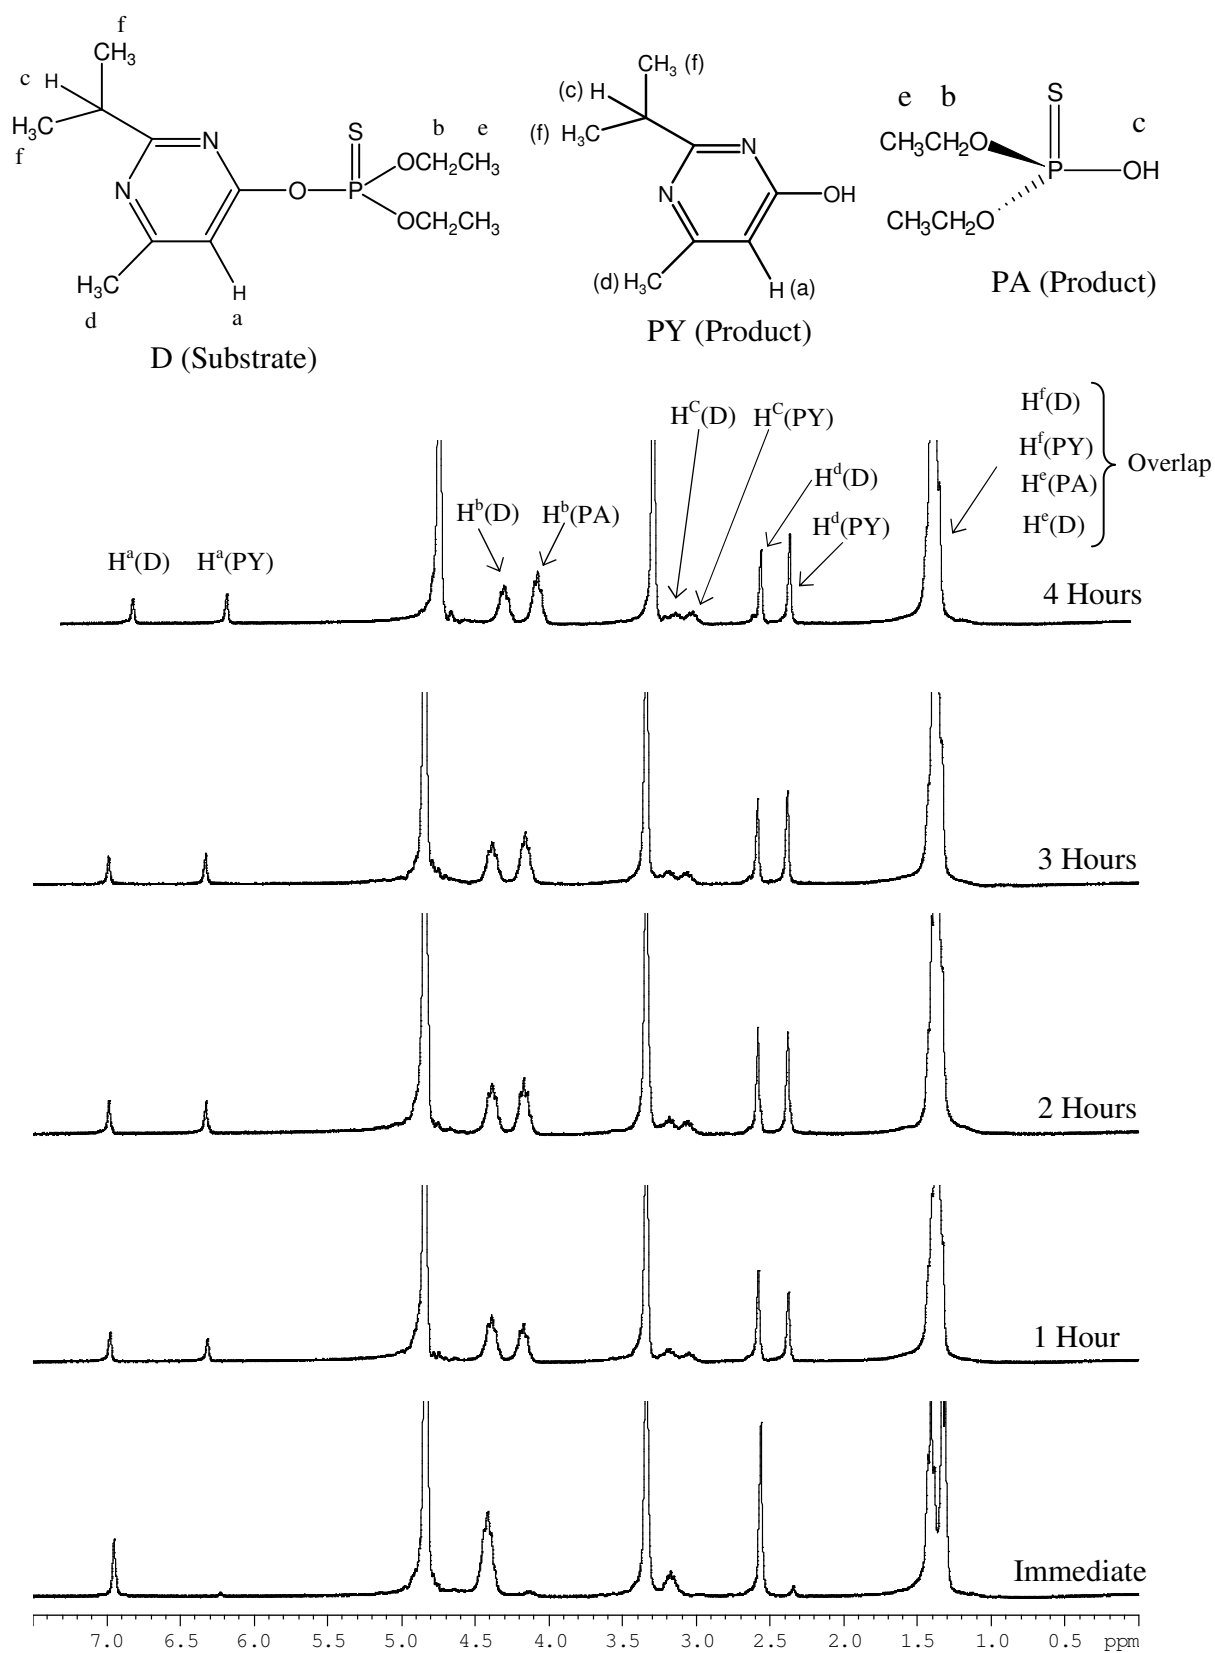 f
CH₃
c H
H₃C
f
N
N
O
S
P
b e
OCH₂CH₃
OCH₂CH₃
H₃C
d
H
a
D (Substrate)
CH₃ (f)
(c) H
(f) H₃C
N
N
OH
(d) H₃C
H (a)
PY (Product)
e b
S
c
CH₃CH₂O
P
OH
CH₃CH₂O
PA (Product)
Hᵃ(D)
Hᵃ(PY)
Hᵇ(D)
Hᵇ(PA)
Hᶜ(D)
Hᶜ(PY)
Hᵈ(D)
Hᵈ(PY)
Hᶠ(D)
Hᶠ(PY)
Hᵉ(PA)
Hᵉ(D)
Overlap
4 Hours
3 Hours
2 Hours
1 Hour
Immediate
7.0 6.5 6.0 5.5 5.0 4.5 4.0 3.5 3.0 2.5 2.0 1.5 1.0 0.5 ppm